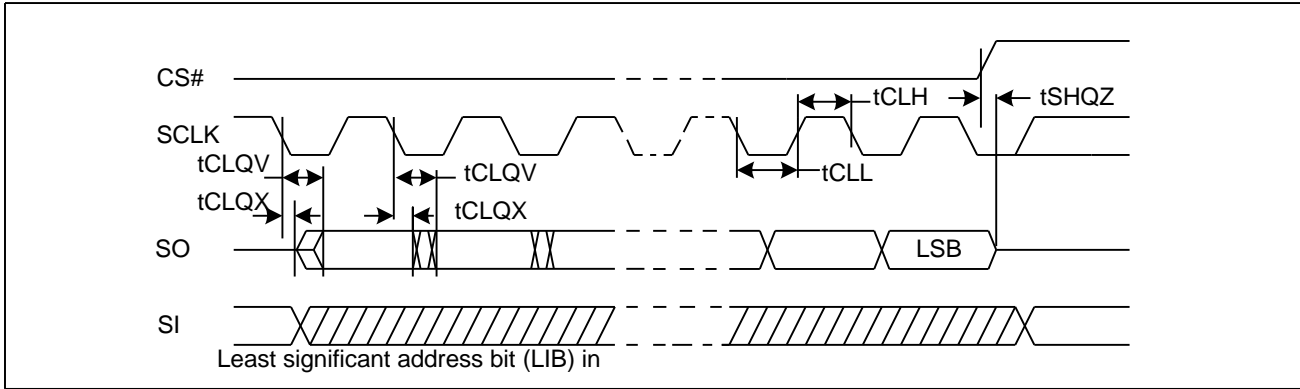 CS#
tCLH
tSHQZ
SCLK
tCLQV
tCLQV
tCLL
tCLQX
tCLQX
SO
LSB
SI
Least significant address bit (LIB) in